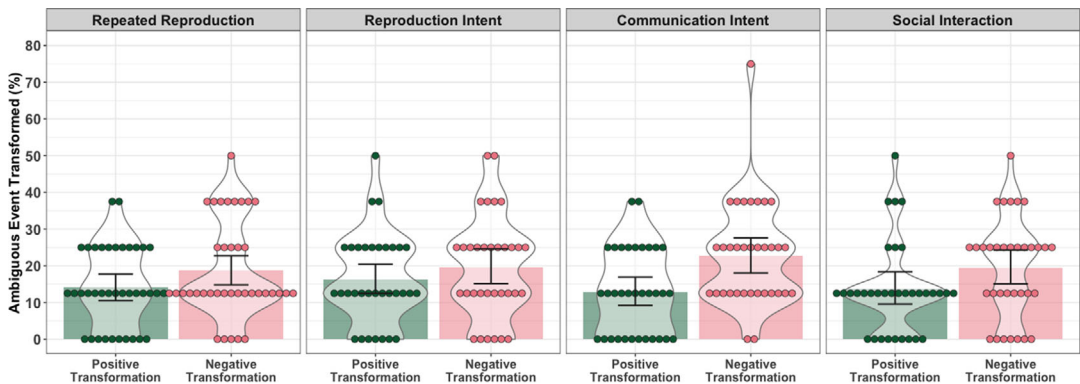 Repeated Reproduction
Reproduction Intent
Communication Intent
Social Interaction
Ambiguous Event Transformed (%)
80
70
60
50
40
30
20
10
0
Positive
Transformation
Negative
Transformation
Positive
Transformation
Negative
Transformation
Positive
Transformation
Negative
Transformation
Positive
Transformation
Negative
Transformation